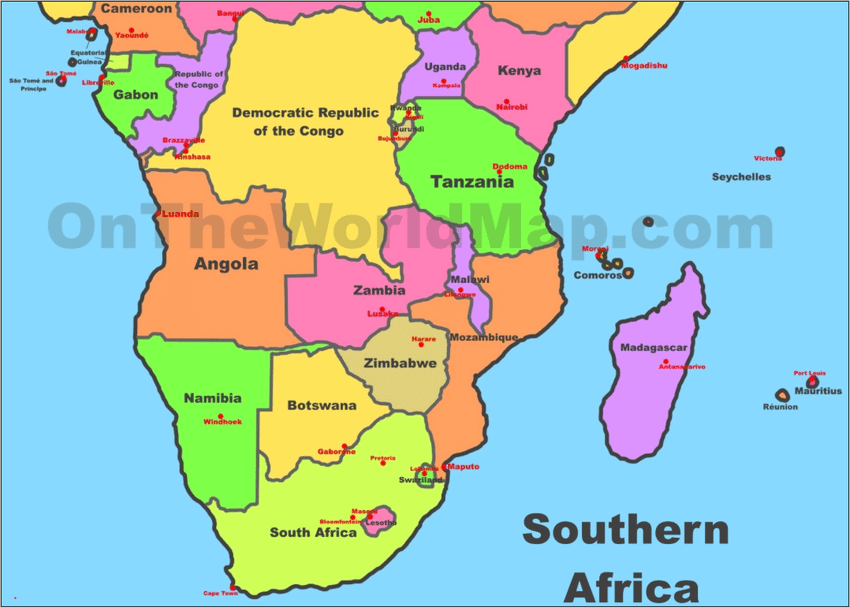 Cameroon
Bangui
Juba
Malabo
Yaoundé
Equatorial
Guinea
Republic of
the Congo
Uganda
Kenya
Mogadishu
São Tomé
São Tomé and
Principe
Libreville
Gabon
Kampala
Democratic Republic
of the Congo
Nairobi
Rwanda
Kigali
Burundi
Bujumbura
Brazzaville
Kinshasa
Dodoma
Tanzania
Victoria
Seychelles
Luanda
OnTheWorldMap.com
Angola
Moroni
Comoros
Malawi
Lilongwe
Zambia
Lusaka
Mozambique
Harare
Zimbabwe
Madagascar
Antananarivo
Port Louis
Mauritius
Réunion
Namibia
Windhoek
Botswana
Gaborone
Pretoria
Maputo
Swaziland
Maseru
Bloemfontein
Lesotho
South Africa
Cape Town
Southern
Africa